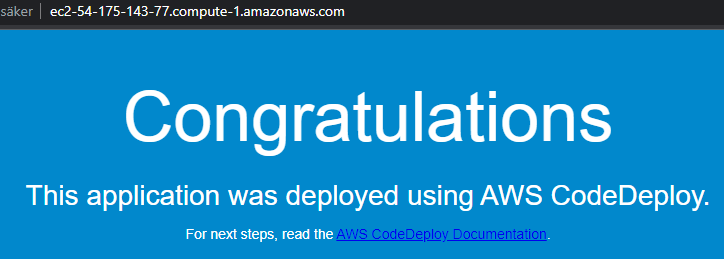 säker ec2-54-175-143-77.compute-1.amazonaws.com
Congratulations
This application was deployed using AWS CodeDeploy.
For next steps, read the AWS CodeDeploy Documentation.